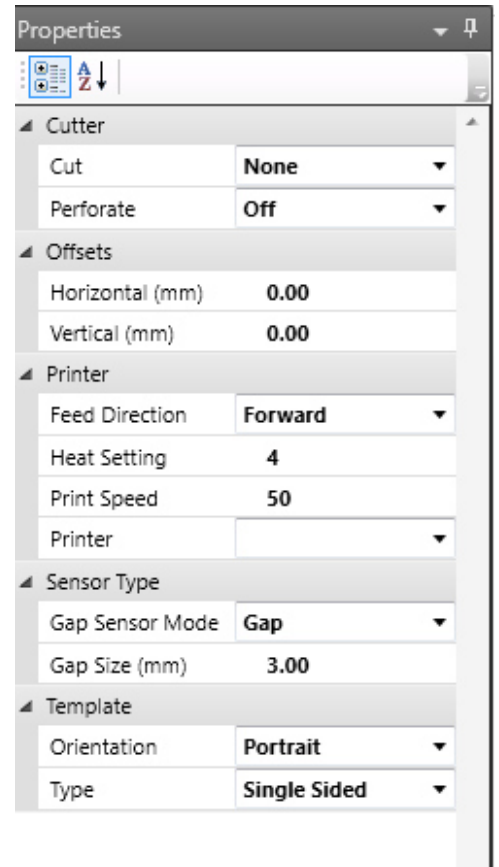 Properties
A Z
Cutter
Cut None
Perforate Off
Offsets
Horizontal (mm) 0.00
Vertical (mm) 0.00
Printer
Feed Direction Forward
Heat Setting 4
Print Speed 50
Printer
Sensor Type
Gap Sensor Mode Gap
Gap Size (mm) 3.00
Template
Orientation Portrait
Type Single Sided